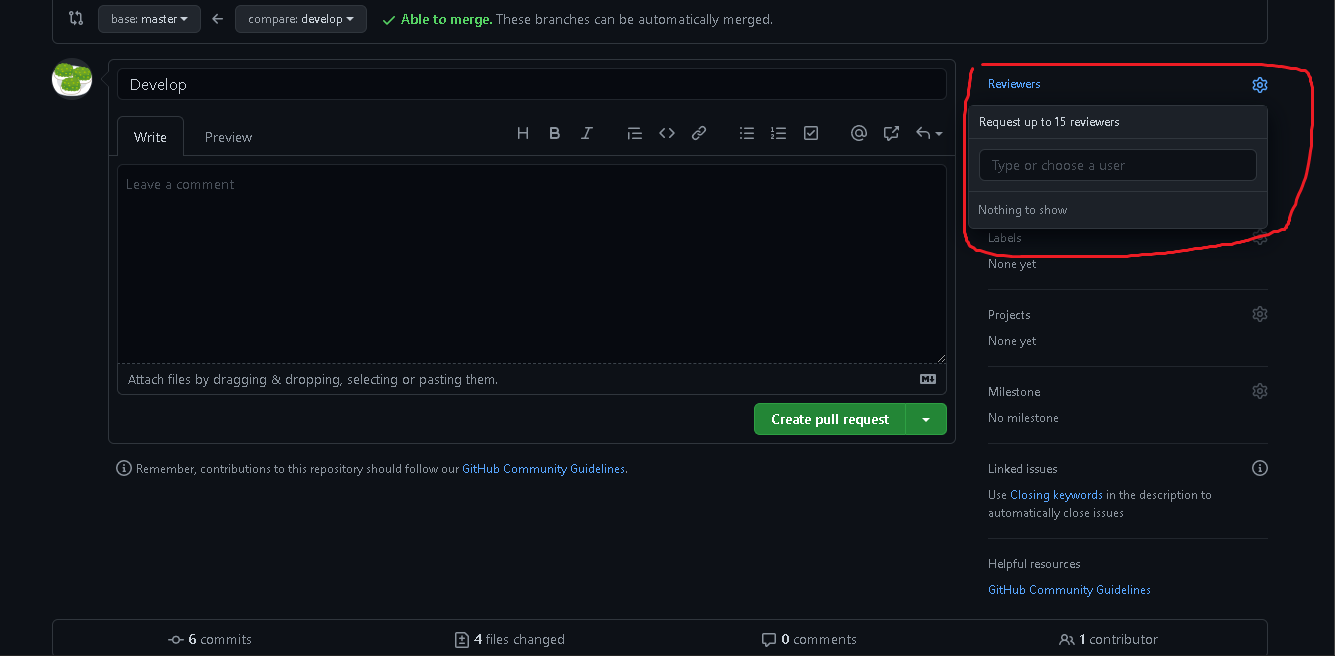 base: master compare: develop Able to merge. These branches can be automatically merged.
Develop
Write Preview
Leave a comment
Attach files by dragging & dropping, selecting or pasting them.
Create pull request
Remember, contributions to this repository should follow our GitHub Community Guidelines.
Reviewers
Request up to 15 reviewers
Type or choose a user
Nothing to show
Labels
None yet
Projects
None yet
Milestone
No milestone
Linked issues
Use Closing keywords in the description to
automatically close issues
Helpful resources
GitHub Community Guidelines
6 commits 4 files changed 0 comments 1 contributor